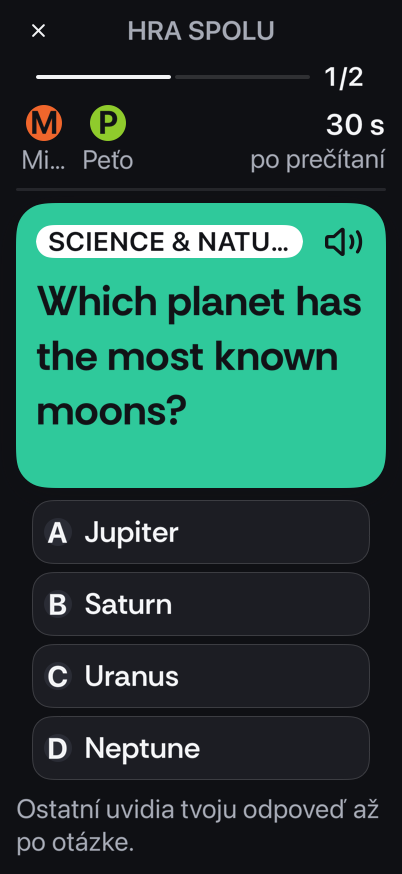 HRA SPOLU
1/2
M
P
30 s
Mi...
Peťo
po prečítaní
SCIENCE & NATU...
Which planet has
the most known
moons?
A Jupiter
B Saturn
C Uranus
D Neptune
Ostatní uvidia tvoju odpoveď až
po otázke.